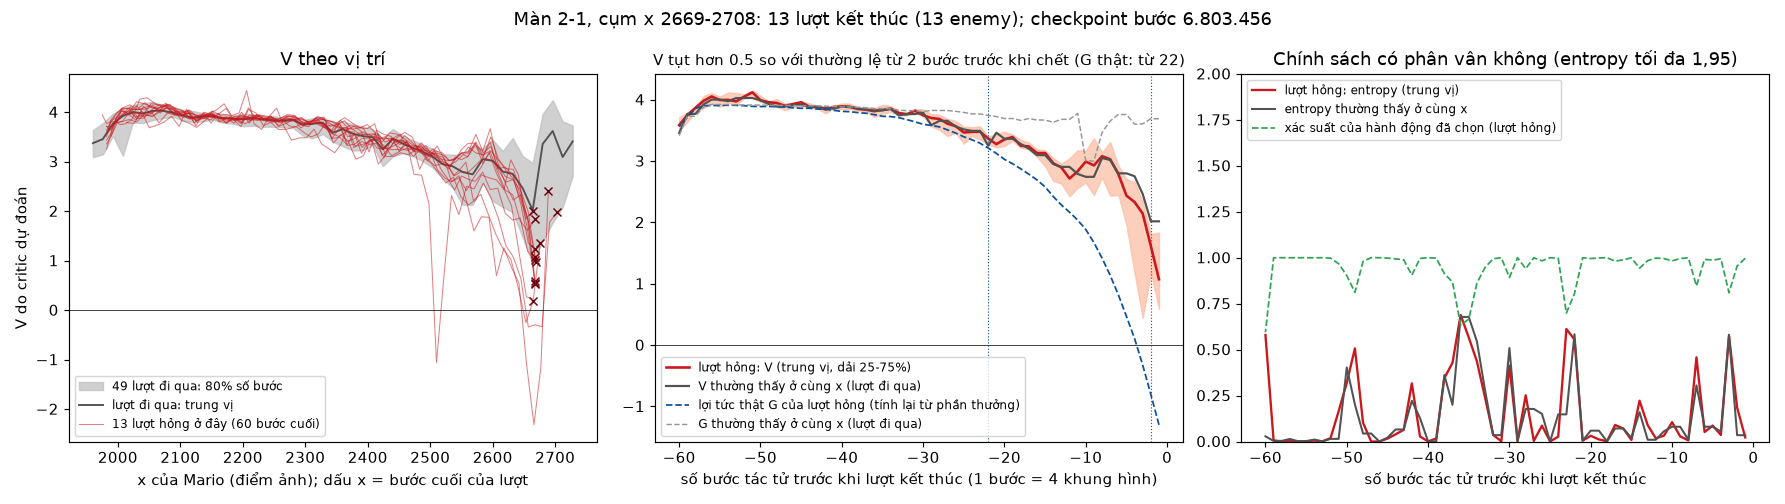 Màn 2-1, cụm x 2669-2708: 13 lượt kết thúc (13 enemy); checkpoint bước 6.803.456
V theo vị trí
V do critic dự đoán
4
3
2
1
0
−1
−2
49 lượt đi qua: 80% số bước
lượt đi qua: trung vị
13 lượt hỏng ở đây (60 bước cuối)
2000
2100
2200
2300
2400
2500
2600
2700
x của Mario (điểm ảnh); dấu x = bước cuối của lượt
V tụt hơn 0.5 so với thường lệ từ 2 bước trước khi chết (G thật: từ 22)
4
3
2
1
0
−1
lượt hỏng: V (trung vị, dải 25-75%)
V thường thấy ở cùng x (lượt đi qua)
lợi tức thật G của lượt hỏng (tính lại từ phần thưởng)
G thường thấy ở cùng x (lượt đi qua)
−60
−50
−40
−30
−20
−10
0
số bước tác tử trước khi lượt kết thúc (1 bước = 4 khung hình)
Chính sách có phân vân không (entropy tối đa 1,95)
2.00
1.75
1.50
1.25
1.00
0.75
0.50
0.25
0.00
lượt hỏng: entropy (trung vị)
entropy thường thấy ở cùng x
xác suất của hành động đã chọn (lượt hỏng)
−60
−50
−40
−30
−20
−10
0
số bước tác tử trước khi lượt kết thúc